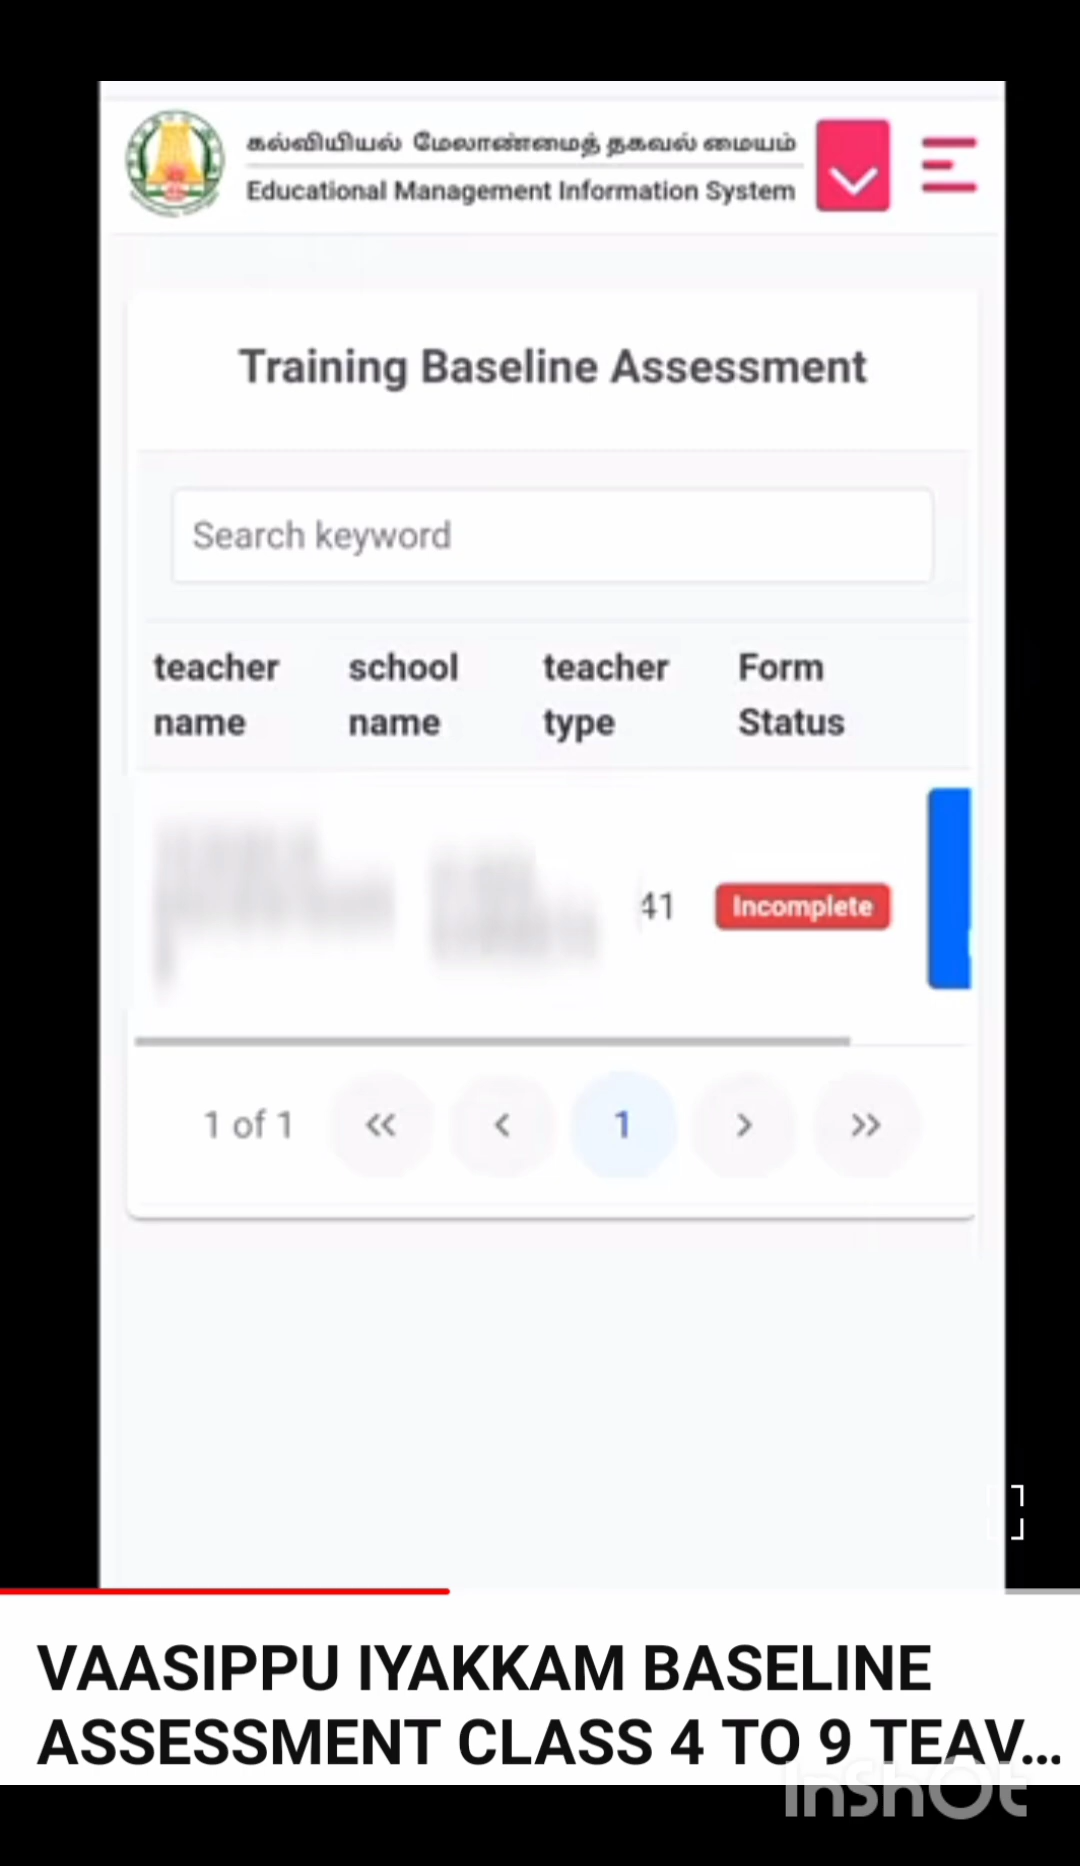 கல்வியியல் மேலாண்மைத் தகவல் மையம்
Educational Management Information System
Training Baseline Assessment
Search keyword
teacher name
school name
teacher type
Form Status
41
Incomplete
1 of 1
«
‹
1
›
»
VAASIPPU IYAKKAM BASELINE
ASSESSMENT CLASS 4 TO 9 TEAV...
InShOt